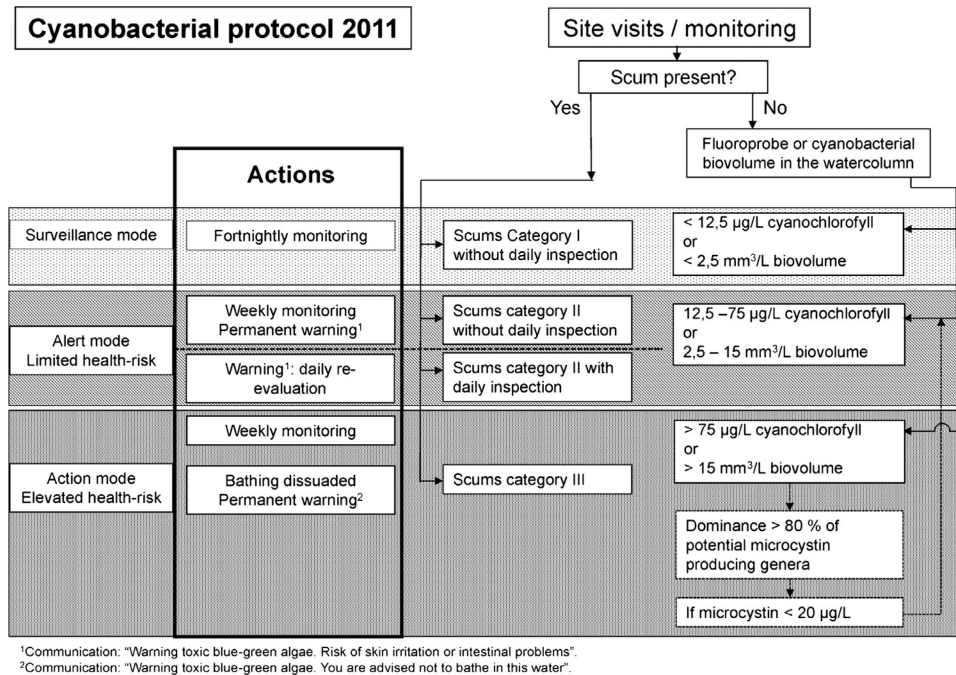 Cyanobacterial protocol 2011
Site visits / monitoring
Scum present?
Yes
No
Fluoroprobe or cyanobacterial
biovolume in the watercolumn
Actions
Surveillance mode
Fortnightly monitoring
Scums Category I
without daily inspection
< 12,5 µg/L cyanochlorofyll
or
< 2,5 mm³/L biovolume
Alert mode
Limited health-risk
Weekly monitoring
Permanent warning¹
Scums category II
without daily inspection
12,5 –75 µg/L cyanochlorofyll
or
2,5 – 15 mm³/L biovolume
Warning¹: daily re-
evaluation
Scums category II with
daily inspection
Action mode
Elevated health-risk
Weekly monitoring
Bathing dissuaded
Permanent warning²
Scums category III
> 75 µg/L cyanochlorofyll
or
> 15 mm³/L biovolume
Dominance > 80 % of
potential microcystin
producing genera
If microcystin < 20 µg/L
¹Communication: “Warning toxic blue-green algae. Risk of skin irritation or intestinal problems”.
²Communication: “Warning toxic blue-green algae. You are advised not to bathe in this water”.